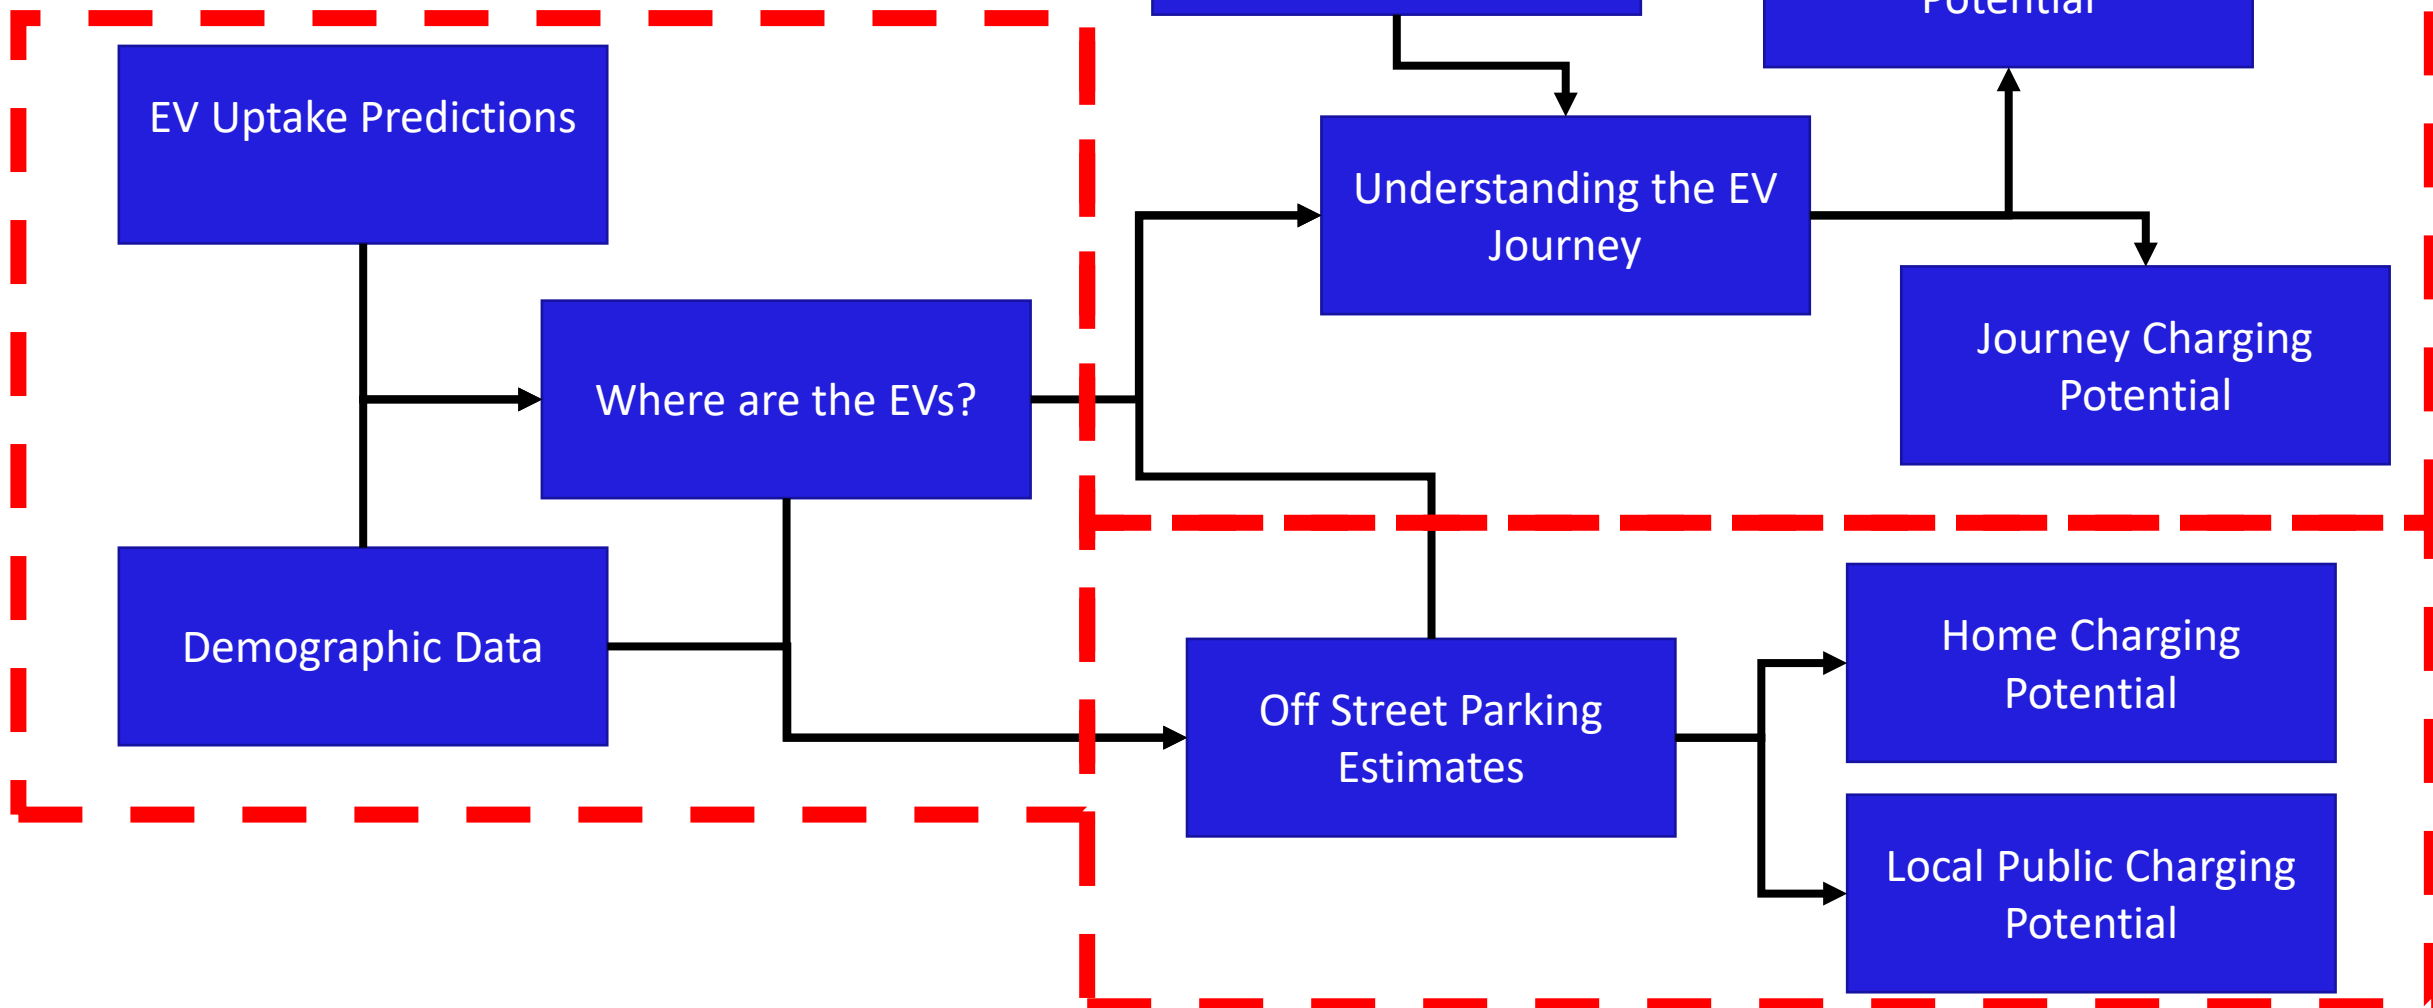 Potential
EV Uptake Predictions
Understanding the EV
Journey
Journey Charging
Potential
Where are the EVs?
Demographic Data
Off Street Parking
Estimates
Home Charging
Potential
Local Public Charging
Potential